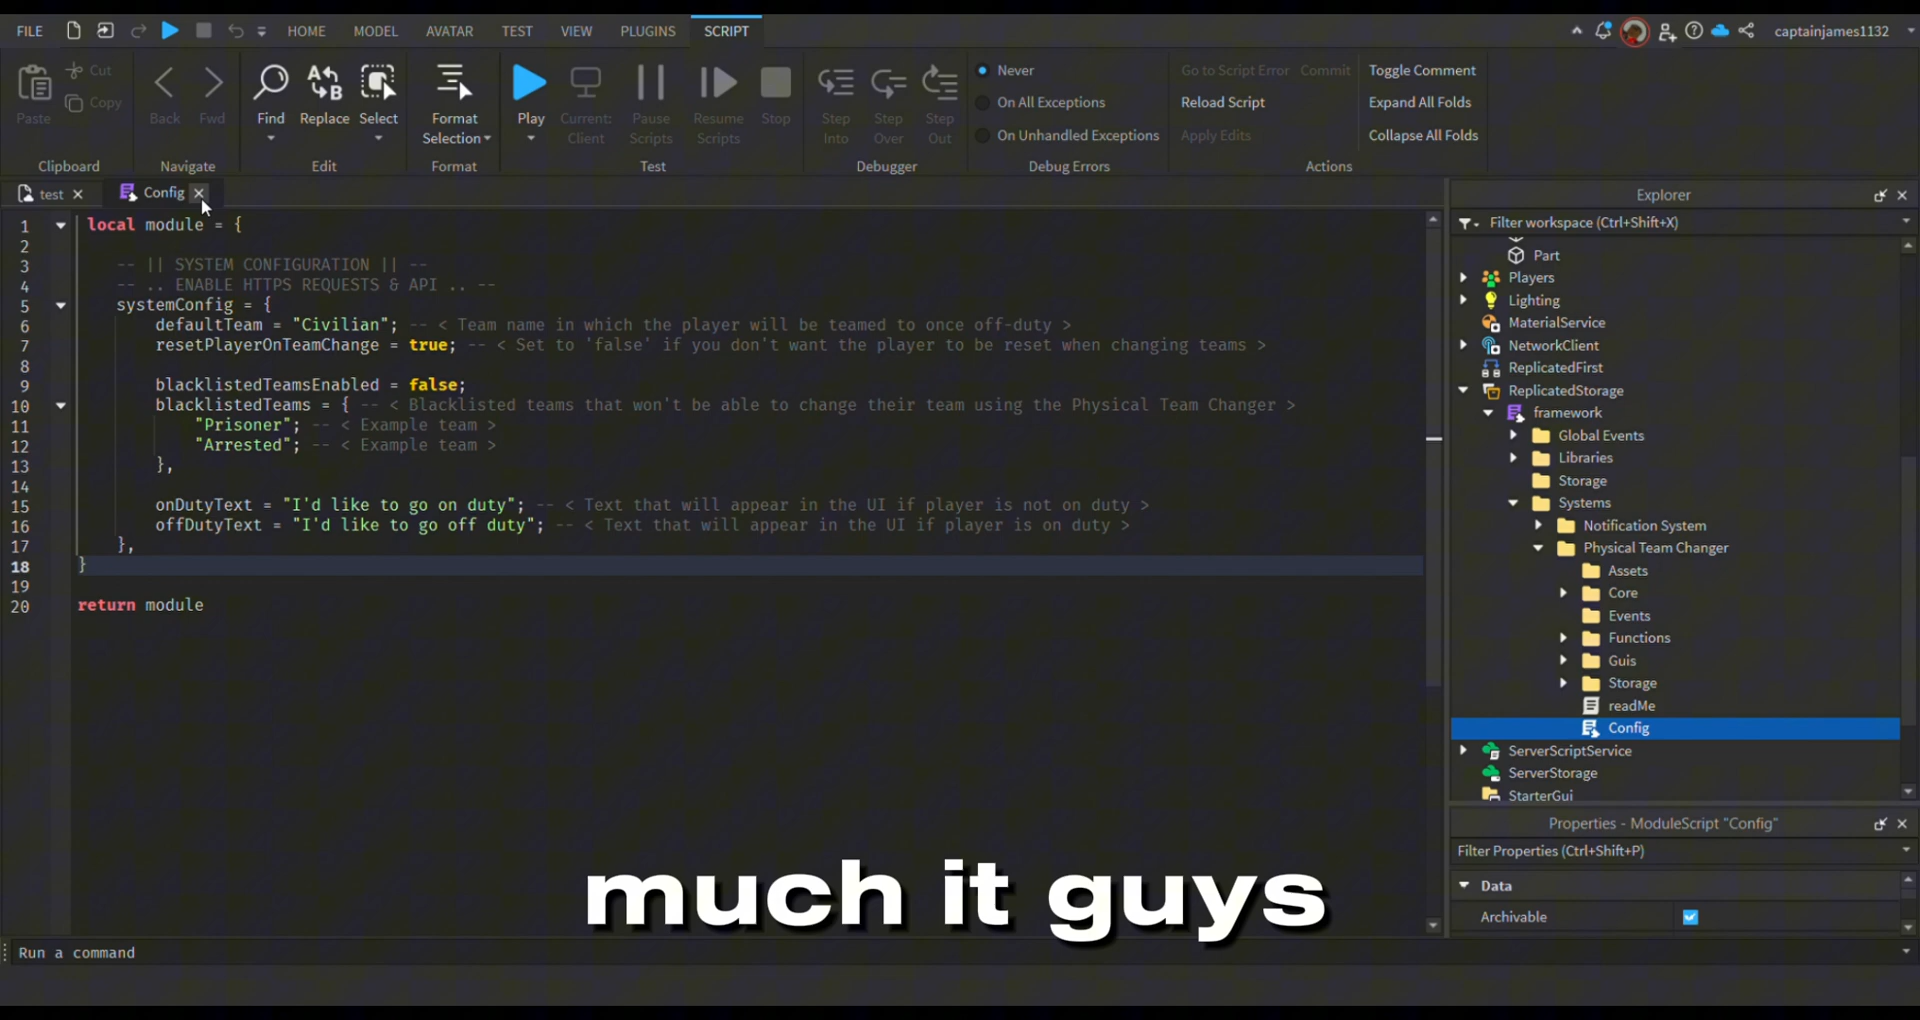 FILE HOME MODEL AVATAR TEST VIEW PLUGINS SCRIPT captainjames1132
Paste Cut Copy Back Fwd Find Replace Select Format Selection Play Current: Client Pause Scripts Resume Scripts Stop Step Into Step Over Step Out
Never
On All Exceptions
On Unhandled Exceptions
Go to Script Error Commit Toggle Comment
Reload Script Expand All Folds
Apply Edits Collapse All Folds
Clipboard Navigate Edit Format Test Debugger Debug Errors Actions
test Config
1 local module = {
2
3 -- || SYSTEM CONFIGURATION || --
4 -- .. ENABLE HTTPS REQUESTS & API .. --
5 systemConfig = {
6 defaultTeam = "Civilian"; -- < Team name in which the player will be teamed to once off-duty >
7 resetPlayerOnTeamChange = true; -- < Set to 'false' if you don't want the player to be reset when changing teams >
8
9 blacklistedTeamsEnabled = false;
10 blacklistedTeams = { -- < Blacklisted teams that won't be able to change their team using the Physical Team Changer >
11 "Prisoner"; -- < Example team >
12 "Arrested"; -- < Example team >
13 },
14
15 onDutyText = "I'd like to go on duty"; -- < Text that will appear in the UI if player is not on duty >
16 offDutyText = "I'd like to go off duty"; -- < Text that will appear in the UI if player is on duty >
17 },
18 }
19
20 return module
Explorer
Filter workspace (Ctrl+Shift+X)
Part
Players
Lighting
MaterialService
NetworkClient
ReplicatedFirst
ReplicatedStorage
framework
Global Events
Libraries
Storage
Systems
Notification System
Physical Team Changer
Assets
Core
Events
Functions
Guis
Storage
readMe
Config
ServerScriptService
ServerStorage
StarterGui
Properties - ModuleScript "Config"
Filter Properties (Ctrl+Shift+P)
Data
Archivable
much it guys
Run a command